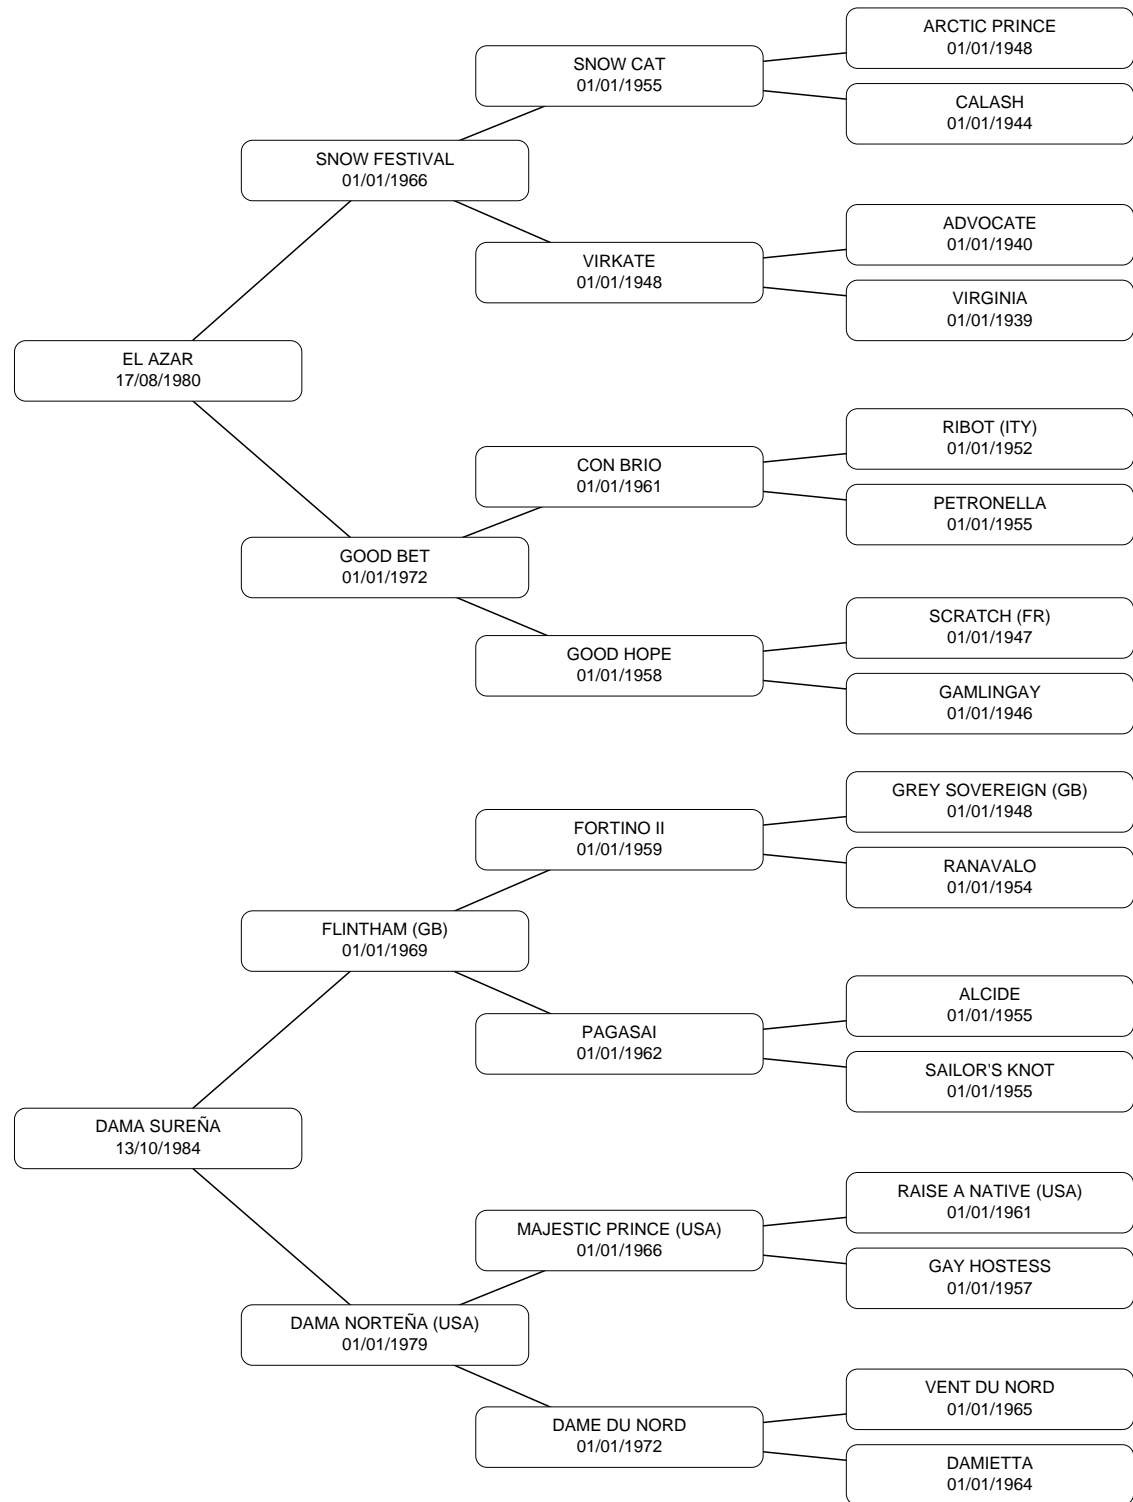 ARCTIC PRINCE
01/01/1948
SNOW CAT
01/01/1955
CALASH
01/01/1944
SNOW FESTIVAL
01/01/1966
ADVOCATE
01/01/1940
VIRKATE
01/01/1948
VIRGINIA
01/01/1939
EL AZAR
17/08/1980
RIBOT (ITY)
01/01/1952
CON BRIO
01/01/1961
PETRONELLA
01/01/1955
GOOD BET
01/01/1972
SCRATCH (FR)
01/01/1947
GOOD HOPE
01/01/1958
GAMLINGAY
01/01/1946
GREY SOVEREIGN (GB)
01/01/1948
FORTINO II
01/01/1959
RANAVALO
01/01/1954
FLINTHAM (GB)
01/01/1969
ALCIDE
01/01/1955
PAGASAI
01/01/1962
SAILOR'S KNOT
01/01/1955
DAMA SUREÑA
13/10/1984
RAISE A NATIVE (USA)
01/01/1961
MAJESTIC PRINCE (USA)
01/01/1966
GAY HOSTESS
01/01/1957
DAMA NORTEÑA (USA)
01/01/1979
VENT DU NORD
01/01/1965
DAME DU NORD
01/01/1972
DAMIETTA
01/01/1964